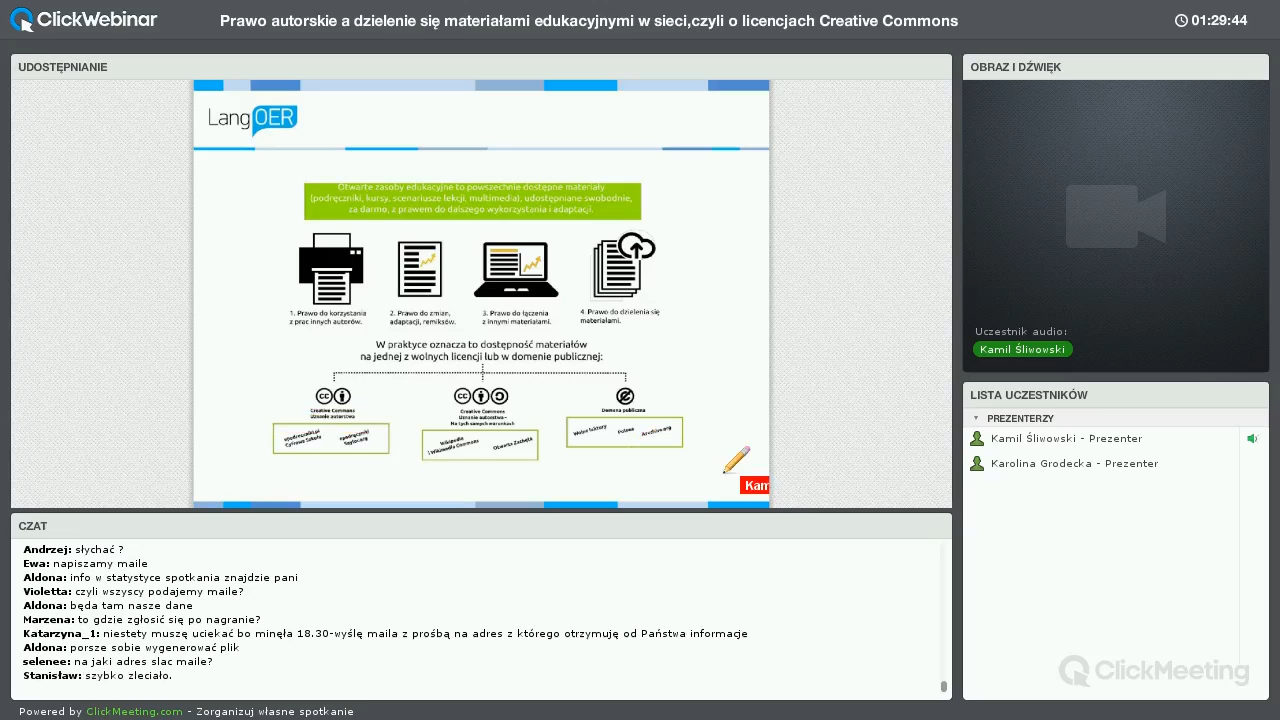 ClickWebinar
Prawo autorskie a dzielenie się materiałami edukacyjnymi w sieci,czyli o licencjach Creative Commons
01:29:44
UDOSTĘPNIANIE
LangOER
Otwarte zasoby edukacyjne to powszechnie dostępne materiały
(podręczniki, kursy, scenariusze lekcji, multimedia), udostępniane swobodnie,
za darmo, z prawem do dalszego wykorzystania i adaptacji.
1. Prawo do korzystania
z prac innych autorów.
2. Prawo do zmian,
adaptacji, remiksów.
3. Prawo do łączenia
z innymi materiałami.
4. Prawo do dzielenia się
materiałami.
W praktyce oznacza to dostępność materiałów
na jednej z wolnych licencji lub w domenie publicznej:
Creative Commons
Uznanie autorstwa
Creative Commons
Uznanie autorstwa –
Na tych samych warunkach
Domena publiczna
Cyfrowa Szkoła
Wikipedia
i Wikimedia Commons
Otwarta Zachęta
Wolne lektury
Polona
Kam
OBRAZ I DŹWIĘK
Uczestnik audio:
Kamil Śliwowski
LISTA UCZESTNIKÓW
PREZENTERZY
Kamil Śliwowski - Prezenter
Karolina Grodecka - Prezenter
ClickMeeting
CZAT
Andrzej: słychać ?
Ewa: napiszamy maile
Aldona: info w statystyce spotkania znajdzie pani
Violetta: czyli wszyscy podajemy maile?
Aldona: będa tam nasze dane
Marzena: to gdzie zgłosić się po nagranie?
Katarzyna_1: niestety muszę uciekać bo minęła 18.30-wyślę maila z prośbą na adres z którego otrzymuję od Państwa informacje
Aldona: porsze sobie wygenerować plik
selenee: na jaki adres slac maile?
Stanisław: szybko zleciało.
Powered by ClickMeeting.com - Zorganizuj własne spotkanie